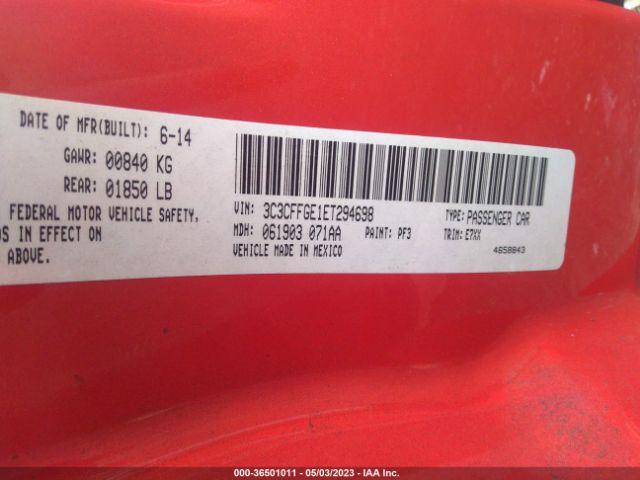 DATE OF MFR(BUILT): 6-14
GAWR: 00840 KG
REAR: 01850 LB
FEDERAL MOTOR VEHICLE SAFETY,
DS IN EFFECT ON
ABOVE.
VIN: 3C3CFFGE1ET294698
TYPE: PASSENGER CAR
MDH: 061903 071AA
PAINT: PF3
TRIM: E7XX
VEHICLE MADE IN MEXICO
4658843
000-36501011 — 05/03/2023 — IAA Inc.